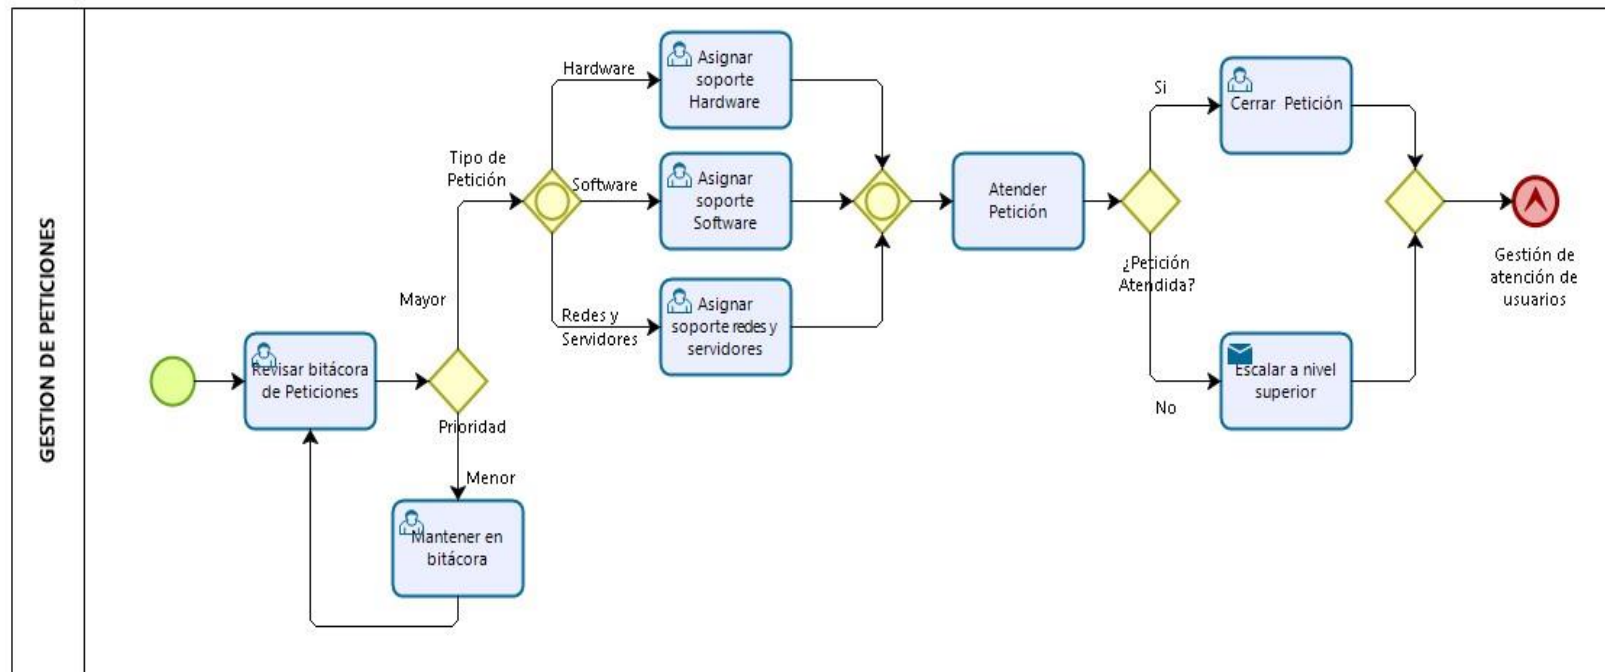 GESTION DE PETICIONES
Revisar bitácora
de Peticiones
Prioridad
Mayor
Menor
Mantener en
bitácora
Tipo de
Petición
Hardware
Software
Redes y
Servidores
Asignar
soporte
Hardware
Asignar
soporte
Software
Asignar
soporte redes y
servidores
Atender
Petición
¿Petición
Atendida?
Si
No
Cerrar Petición
Escalar a nivel
superior
Gestión de
atención de
usuarios